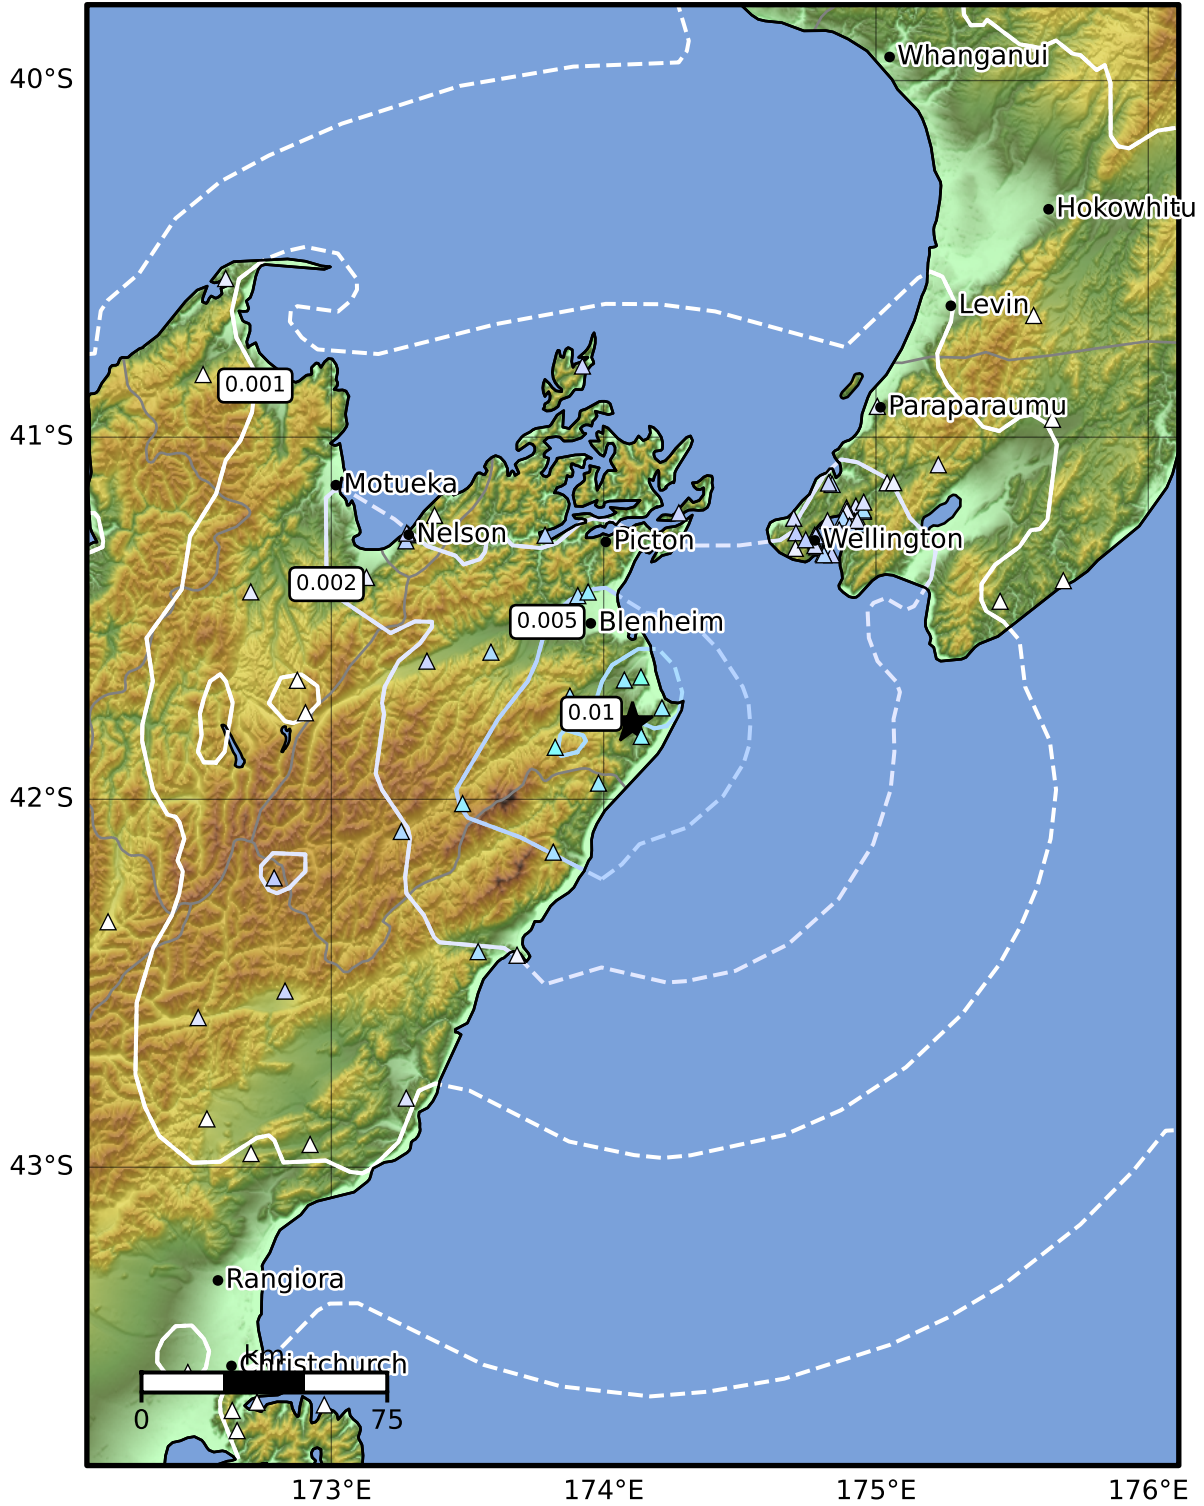 Whanganui
40°S
Hokowhitu
Levin
0.001
Paraparaumu
41°S
Motueka
Nelson
Picton
Wellington
0.002
0.005
Blenheim
0.01
42°S
43°S
Rangiora
km
Christchurch
0
75
173°E
174°E
175°E
176°E